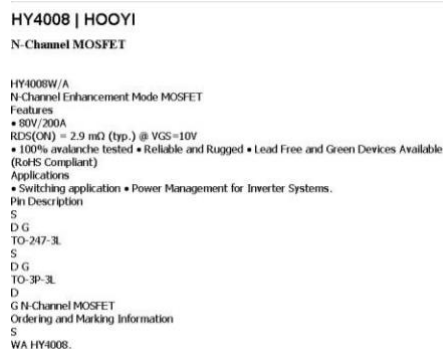 HY4008 | HOOYI
N-Channel MOSFET
HY4008W/A
N-Channel Enhancement Mode MOSFET
Features
• 80V/200A
RDS(ON) = 2.9 mΩ (typ.) @ VGS=10V
• 100% avalanche tested • Reliable and Rugged • Lead Free and Green Devices Available
(RoHS Compliant)
Applications
• Switching application • Power Management for Inverter Systems.
Pin Description
S
D G
TO-247-3L
S
D G
TO-3P-3L
D
G N-Channel MOSFET
Ordering and Marking Information
S
WA HY4008.